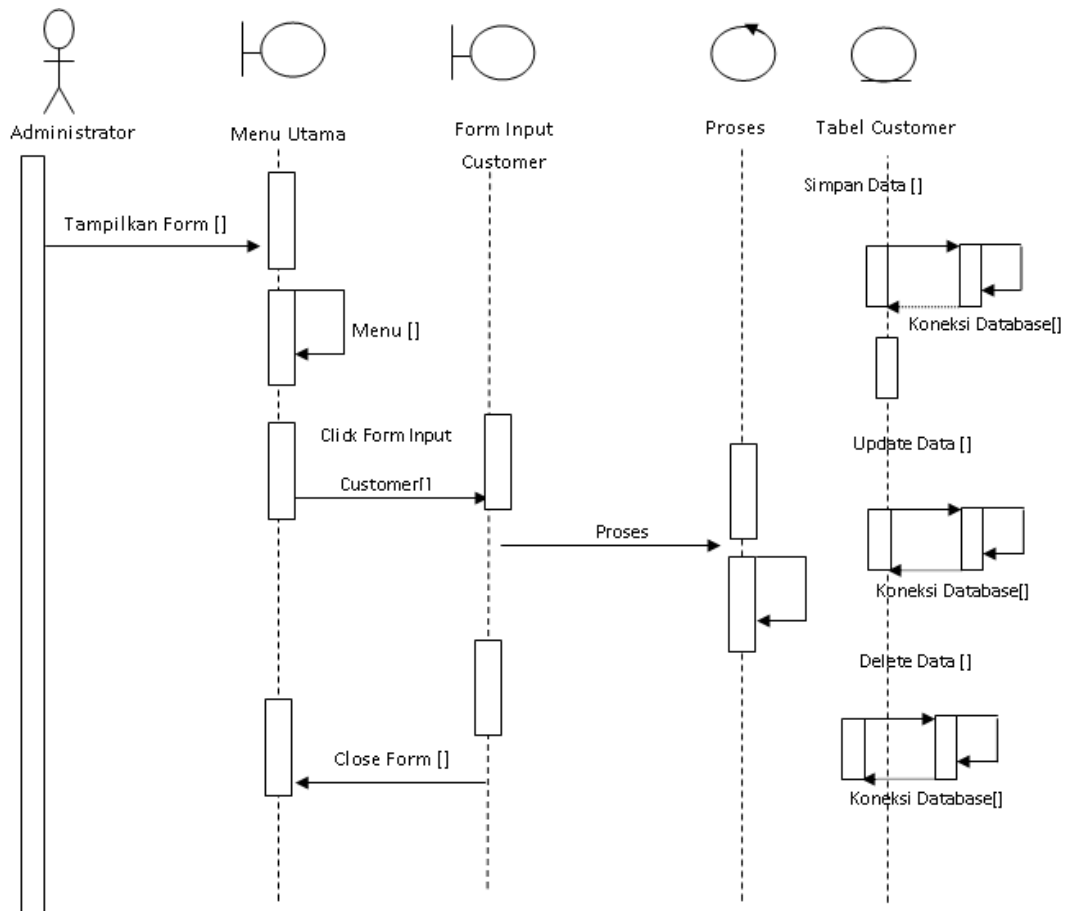 Administrator
Menu Utama
Form Input
Customer
Proses
Tabel Customer
Simpan Data []
Tampilkan Form []
Koneksi Database[]
Menu []
Click Form Input
Customer[]
Update Data []
Proses
Koneksi Database[]
Delete Data []
Close Form []
Koneksi Database[]